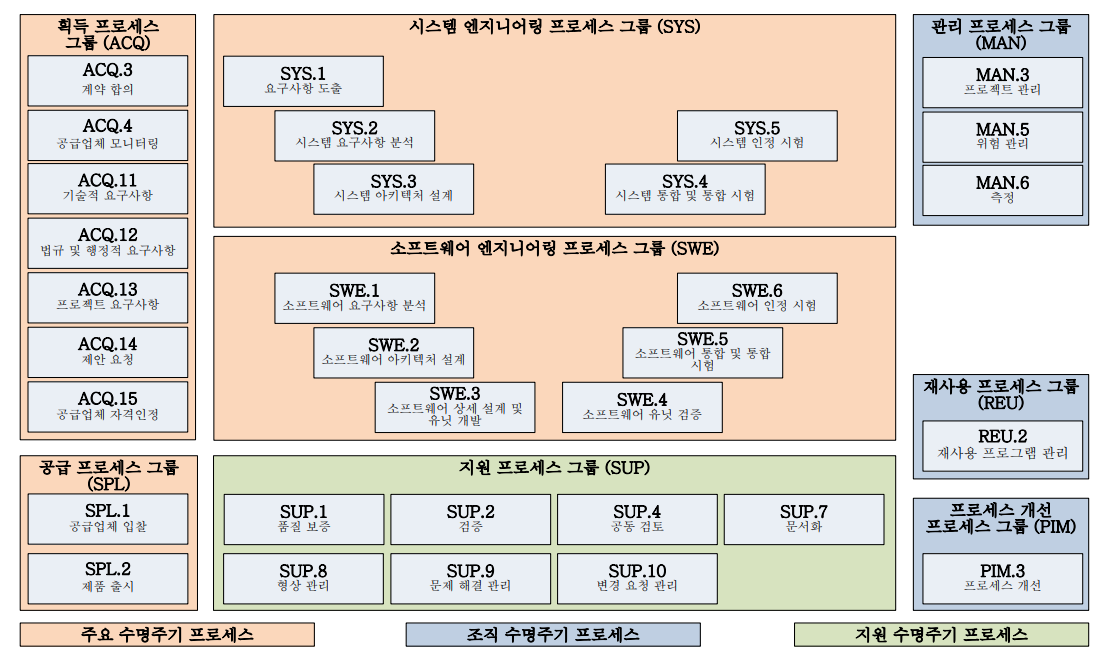 획득 프로세스
그룹 (ACQ)
ACQ.3
계약 합의
ACQ.4
공급업체 모니터링
ACQ.11
기술적 요구사항
ACQ.12
법규 및 행정적 요구사항
ACQ.13
프로젝트 요구사항
ACQ.14
제안 요청
ACQ.15
공급업체 자격인정
시스템 엔지니어링 프로세스 그룹 (SYS)
SYS.1
요구사항 도출
SYS.2
시스템 요구사항 분석
SYS.3
시스템 아키텍처 설계
SYS.5
시스템 인정 시험
SYS.4
시스템 통합 및 통합 시험
소프트웨어 엔지니어링 프로세스 그룹 (SWE)
SWE.1
소프트웨어 요구사항 분석
SWE.2
소프트웨어 아키텍처 설계
SWE.3
소프트웨어 상세 설계 및
유닛 개발
SWE.6
소프트웨어 인정 시험
SWE.5
소프트웨어 통합 및 통합
시험
SWE.4
소프트웨어 유닛 검증
관리 프로세스 그룹
(MAN)
MAN.3
프로젝트 관리
MAN.5
위험 관리
MAN.6
측정
재사용 프로세스 그룹
(REU)
REU.2
재사용 프로그램 관리
공급 프로세스 그룹
(SPL)
SPL.1
공급업체 입찰
SPL.2
제품 출시
지원 프로세스 그룹 (SUP)
SUP.1
품질 보증
SUP.2
검증
SUP.4
공동 검토
SUP.7
문서화
SUP.8
형상 관리
SUP.9
문제 해결 관리
SUP.10
변경 요청 관리
프로세스 개선
프로세스 그룹 (PIM)
PIM.3
프로세스 개선
주요 수명주기 프로세스
조직 수명주기 프로세스
지원 수명주기 프로세스